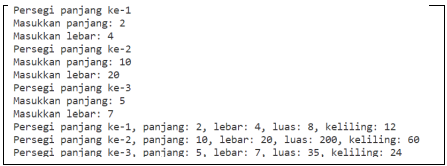 Persegi panjang ke-1
Masukkan panjang: 2
Masukkan lebar: 4
Persegi panjang ke-2
Masukkan panjang: 10
Masukkan lebar: 20
Persegi panjang ke-3
Masukkan panjang: 5
Masukkan lebar: 7
Persegi panjang ke-1, panjang: 2, lebar: 4, luas: 8, keliling: 12
Persegi panjang ke-2, panjang: 10, lebar: 20, luas: 200, keliling: 60
Persegi panjang ke-3, panjang: 5, lebar: 7, luas: 35, keliling: 24